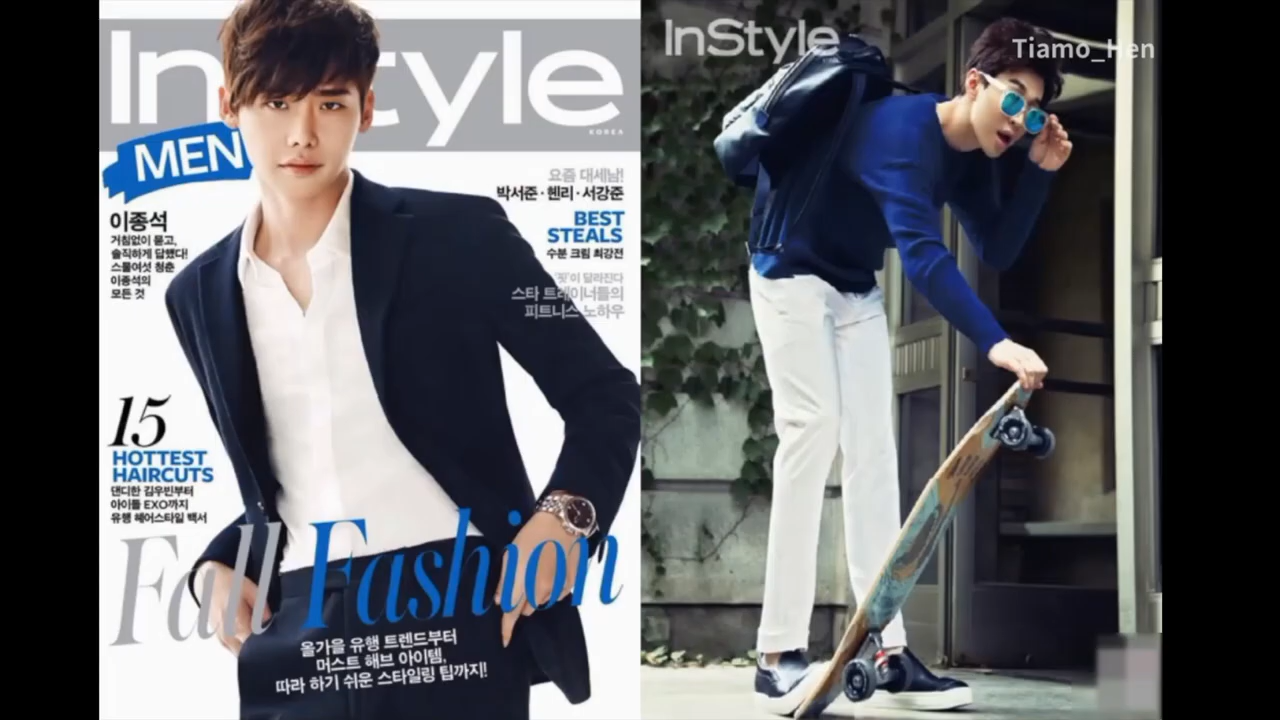 InStyle
KOREA
MEN
이종석
거침없이 묻고,
솔직하게 답했다!
스물여섯 청춘
이종석의
모든 것
요즘 대세남!
박서준·헨리·서강준
BEST
STEALS
수분 크림 최강전
'핏'이 달라진다
스타 트레이너들의
피트니스 노하우
15
HOTTEST
HAIRCUTS
댄디한 김우빈부터
아이돌 EXO까지
유행 헤어스타일 백서
Fall Fashion
올가을 유행 트렌드부터
머스트 해브 아이템,
따라 하기 쉬운 스타일링 팁까지!
InStyle
Tiamo_Hen